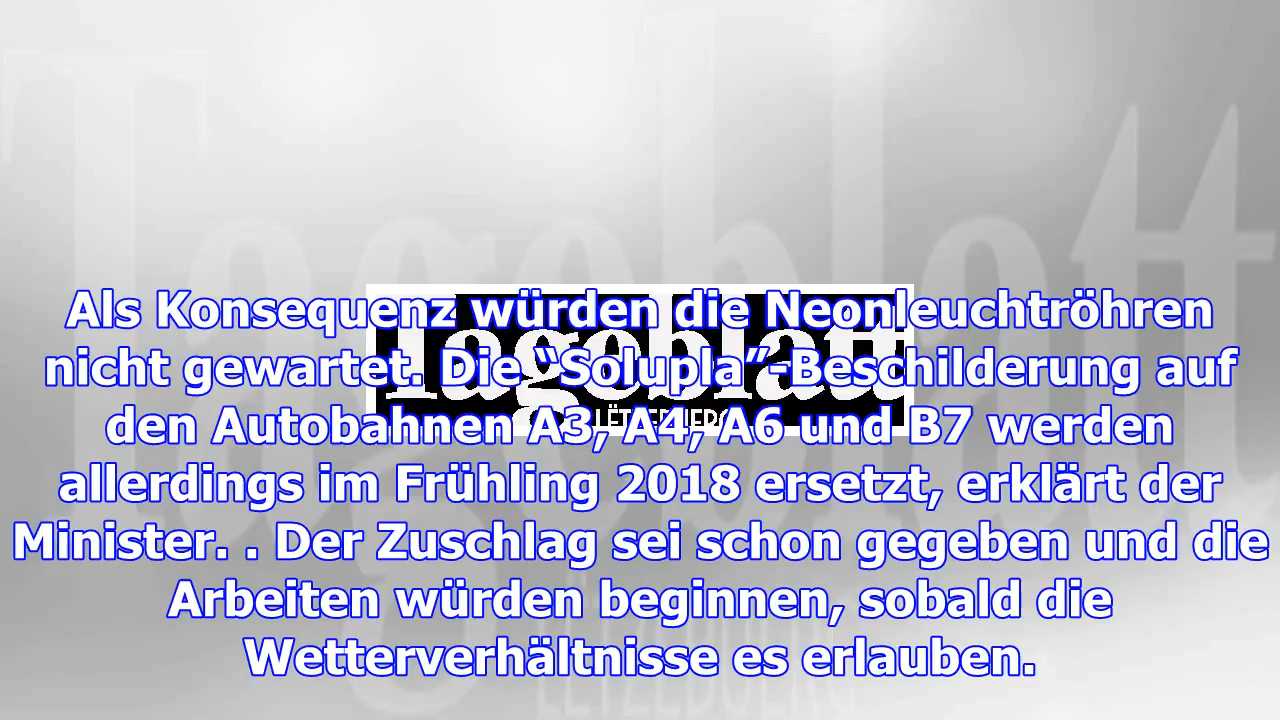 Tageblatt
LËTZEBUERG
Als Konsequenz würden die Neonleuchtröhren
nicht gewartet. Die “Solupla”-Beschilderung auf
den Autobahnen A3, A4, A6 und B7 werden
allerdings im Frühling 2018 ersetzt, erklärt der
Minister. . Der Zuschlag sei schon gegeben und die
Arbeiten würden beginnen, sobald die
Wetterverhältnisse es erlauben.